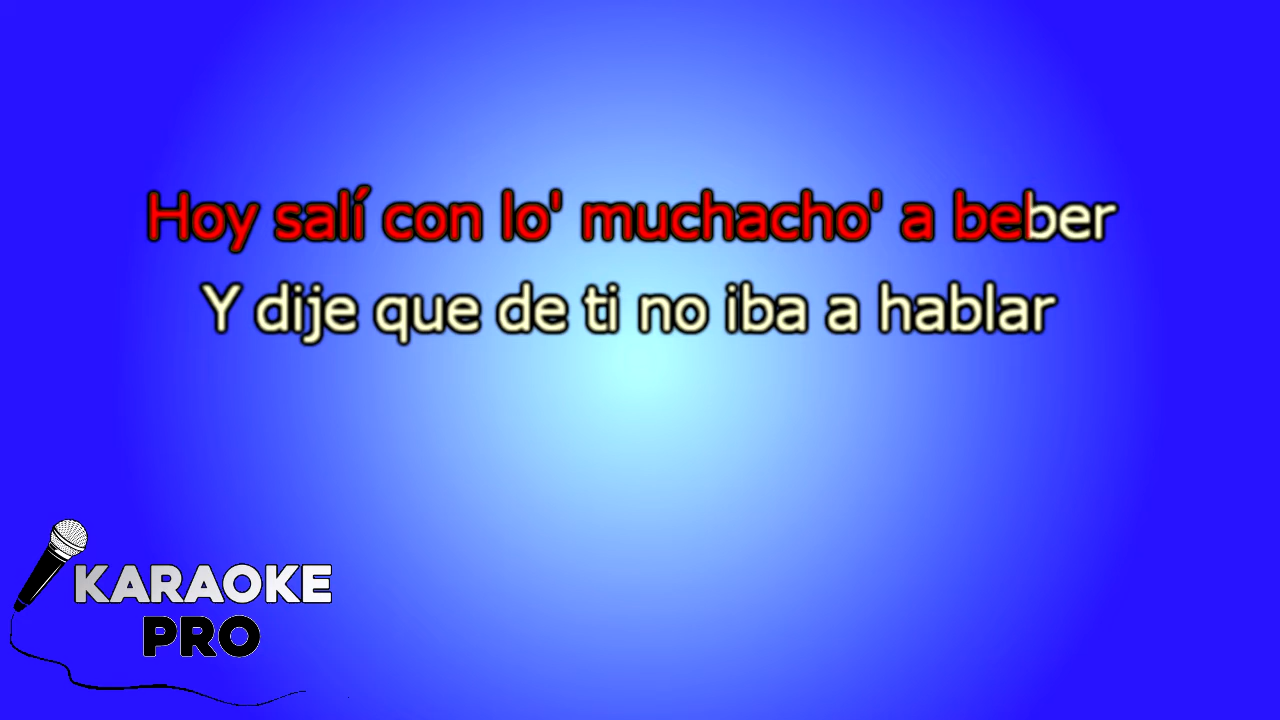 Hoy salí con lo' muchacho' a beber
Y dije que de ti no iba a hablar
KARAOKE
PRO